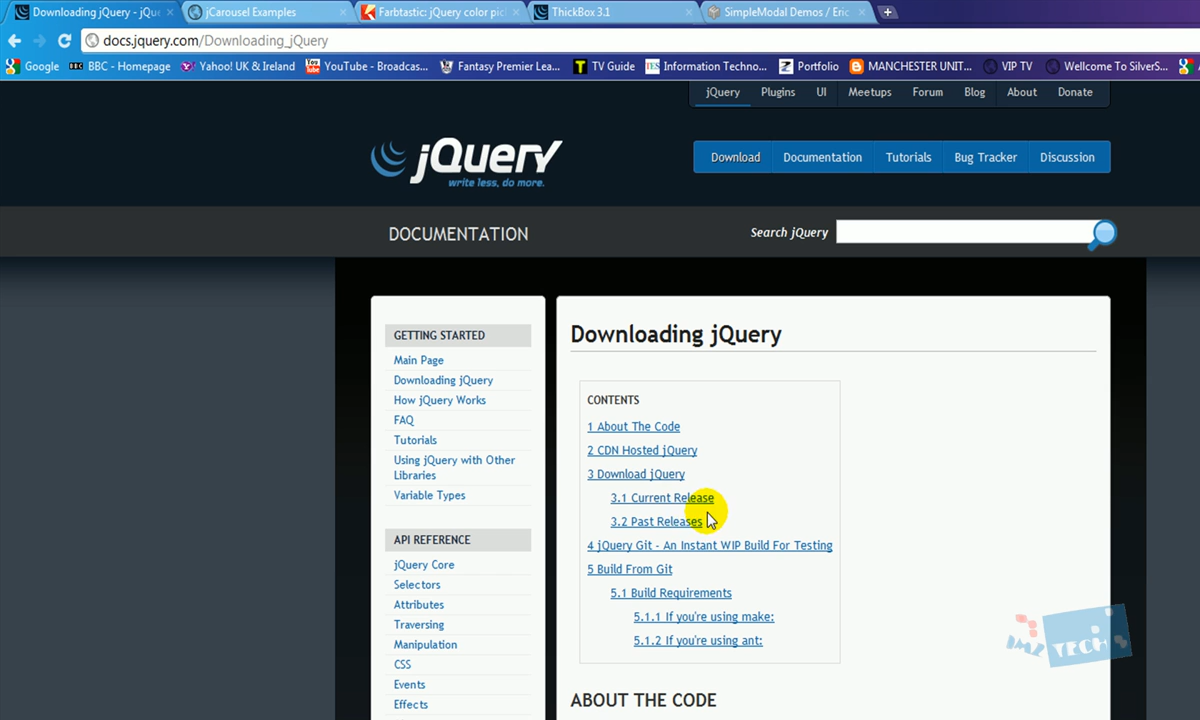 Downloading jQuery - jQue
jCarousel Examples
Farbtastic: jQuery color pic
ThickBox 3.1
SimpleModal Demos / Eric
docs.jquery.com/Downloading_jQuery
Google
BBC - Homepage
Yahoo! UK & Ireland
YouTube - Broadcas...
Fantasy Premier Lea...
TV Guide
Information Techno...
Portfolio
MANCHESTER UNIT...
VIP TV
Wellcome To SilverS...
jQuery
Plugins
UI
Meetups
Forum
Blog
About
Donate
jQuery
write less, do more.
Download
Documentation
Tutorials
Bug Tracker
Discussion
DOCUMENTATION
Search jQuery
GETTING STARTED
Main Page
Downloading jQuery
How jQuery Works
FAQ
Tutorials
Using jQuery with Other
Libraries
Variable Types
API REFERENCE
jQuery Core
Selectors
Attributes
Traversing
Manipulation
CSS
Events
Effects
Downloading jQuery
CONTENTS
1 About The Code
2 CDN Hosted jQuery
3 Download jQuery
3.1 Current Release
3.2 Past Releases
4 jQuery Git - An Instant WIP Build For Testing
5 Build From Git
5.1 Build Requirements
5.1.1 If you're using make:
5.1.2 If you're using ant:
ABOUT THE CODE
TECH